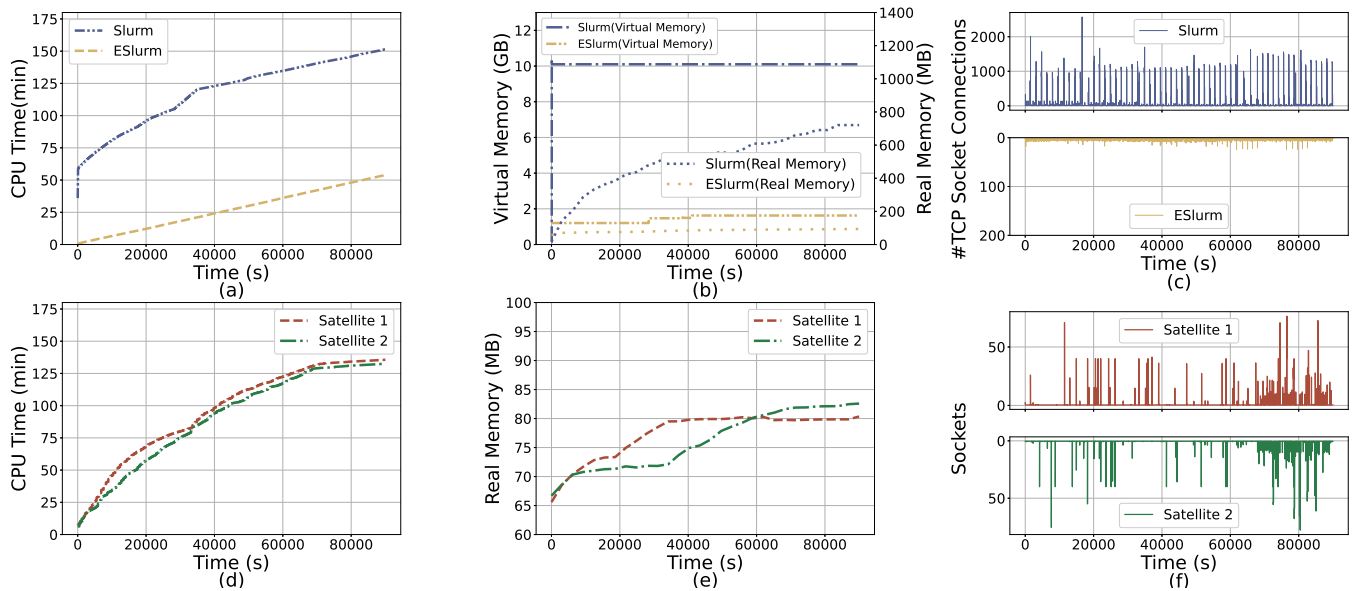 CPU Time(min)
175
150
125
100
75
50
25
0
Slurm
ESlurm
0 20000 40000 60000 80000
Time (s)
(a)
Virtual Memory (GB)
12
10
8
6
4
2
0
Slurm(Virtual Memory)
ESlurm(Virtual Memory)
Slurm(Real Memory)
ESlurm(Real Memory)
1400
1200
1000
800
600
400
200
0
Real Memory (MB)
0 20000 40000 60000 80000
Time (s)
(b)
#TCP Socket Connections
2000
1000
0
Slurm
0
100
200
ESlurm
0 20000 40000 60000 80000
Time (s)
(c)
CPU Time (min)
175
150
125
100
75
50
25
0
Satellite 1
Satellite 2
0 20000 40000 60000 80000
Time (s)
(d)
Real Memory (MB)
100
95
90
85
80
75
70
65
60
Satellite 1
Satellite 2
0 20000 40000 60000 80000
Time (s)
(e)
Sockets
50
0
Satellite 1
0
50
Satellite 2
0 20000 40000 60000 80000
Time (s)
(f)